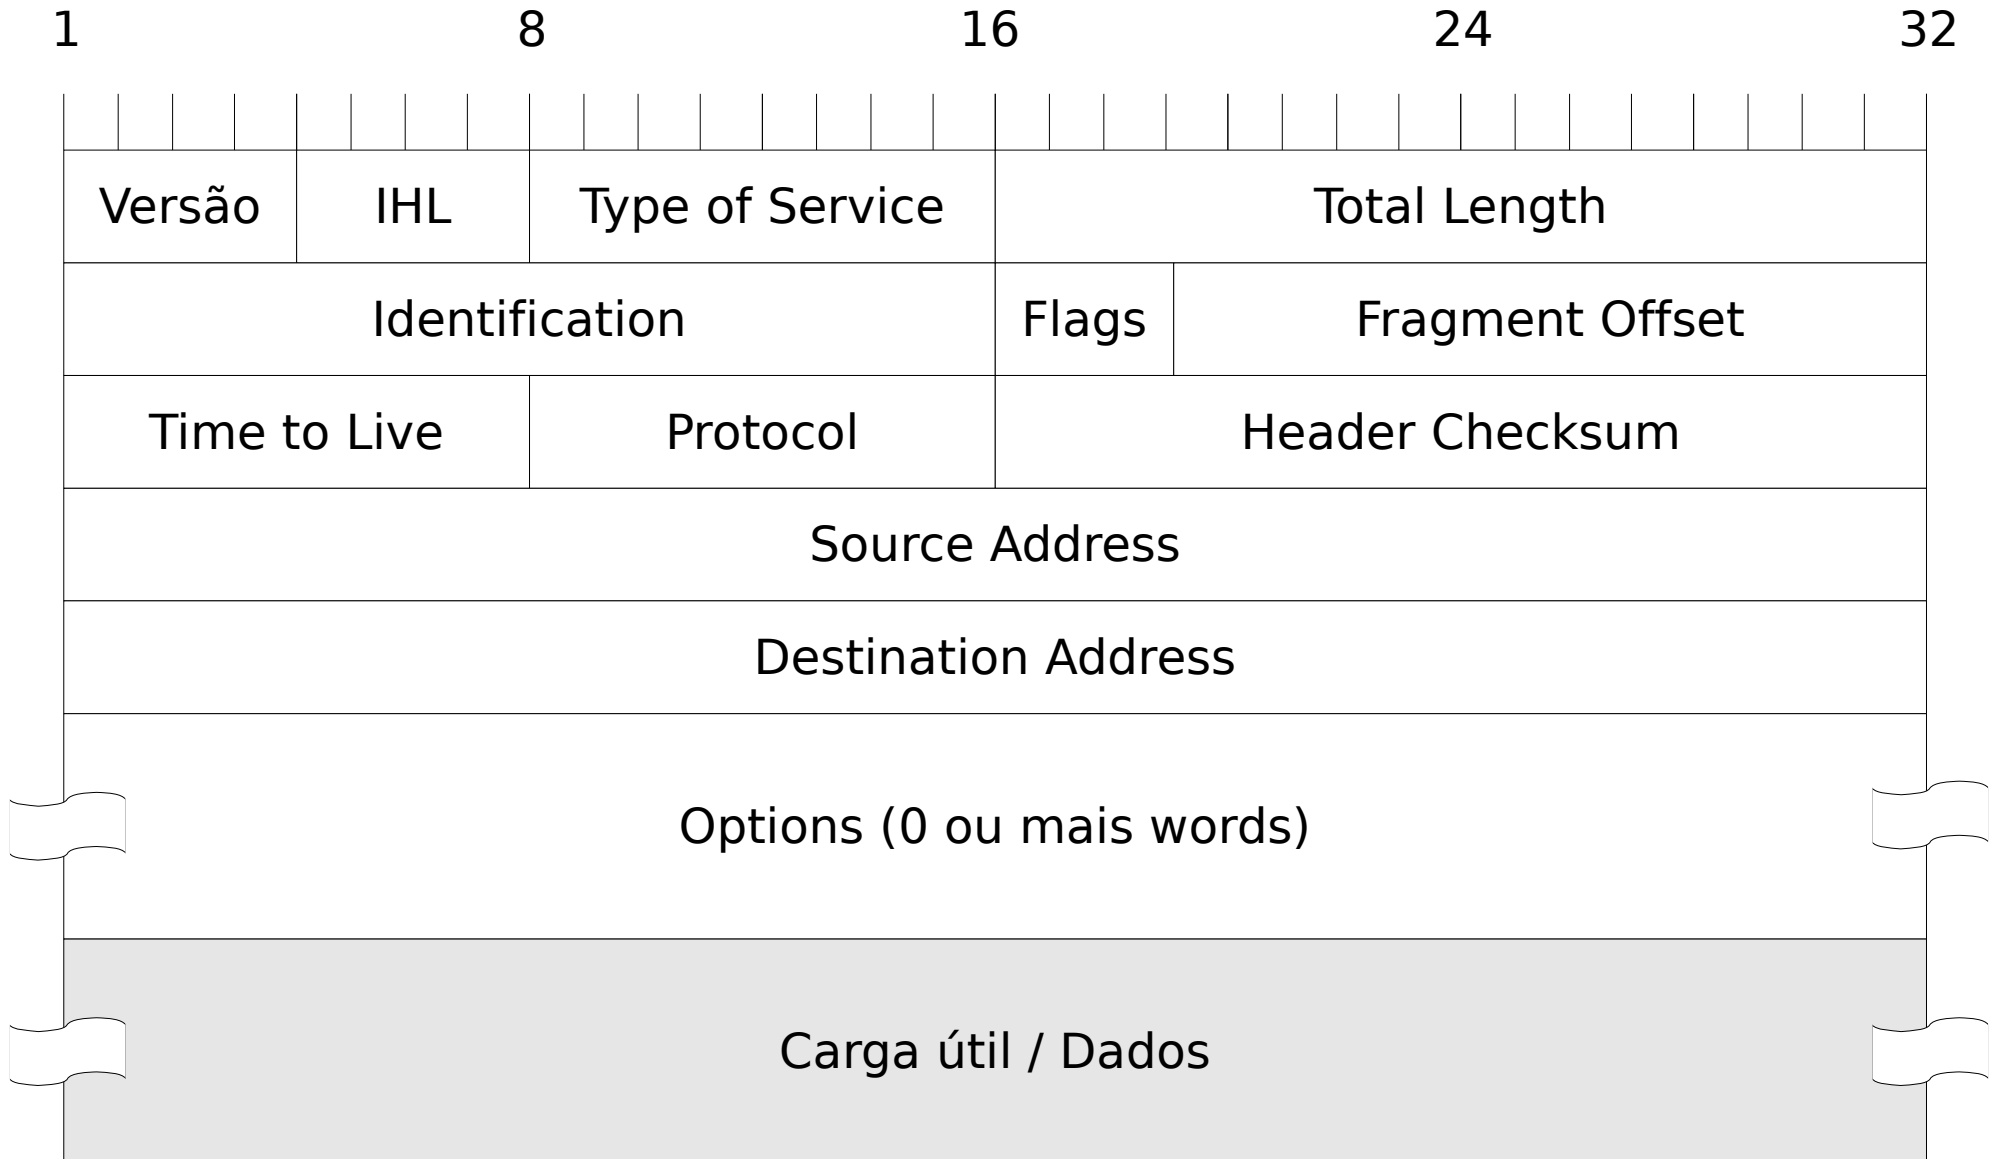 1 8 16 24 32
Versão IHL Type of Service Total Length
Identification Flags Fragment Offset
Time to Live Protocol Header Checksum
Source Address
Destination Address
Options (0 ou mais words)
Carga útil / Dados